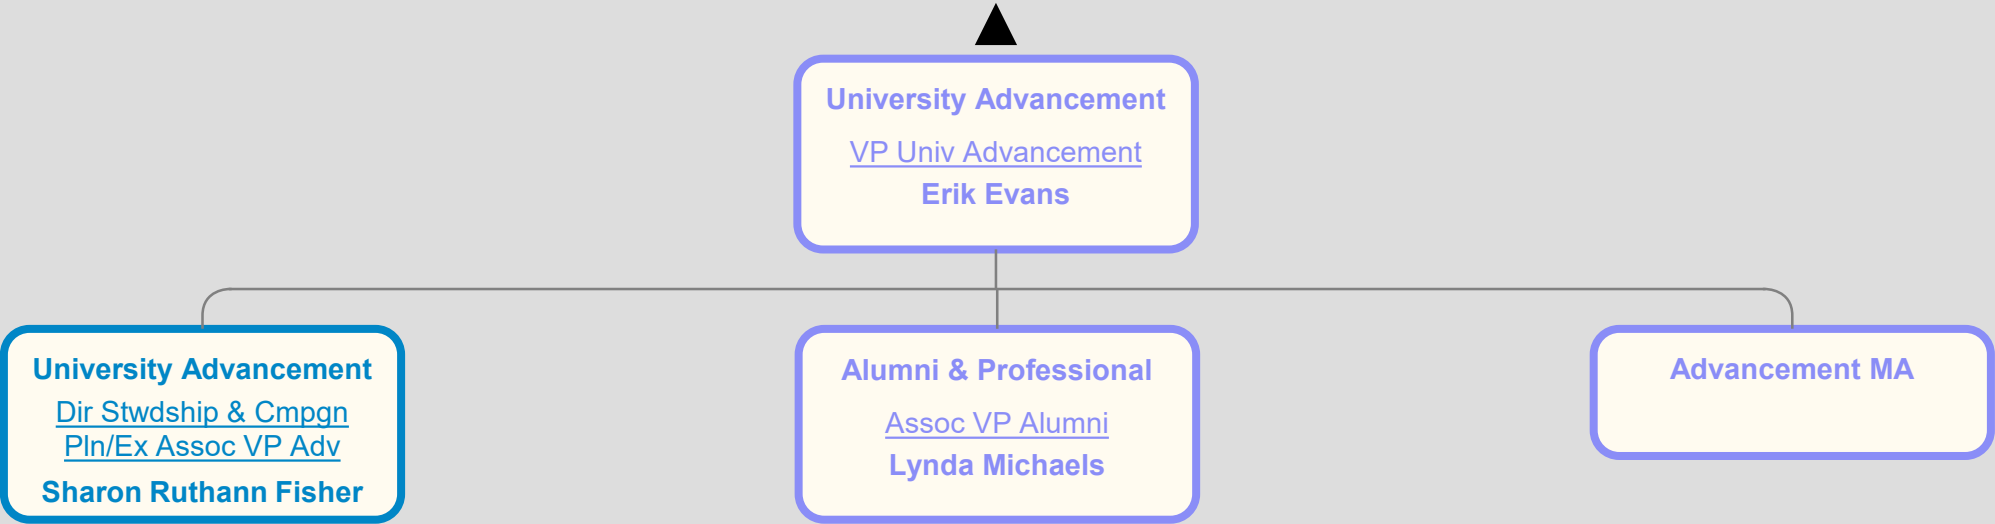 University Advancement
VP Univ Advancement
Erik Evans
University Advancement
Dir Stwdship & Cmpgn
Pln/Ex Assoc VP Adv
Sharon Ruthann Fisher
Alumni & Professional
Assoc VP Alumni
Lynda Michaels
Advancement MA